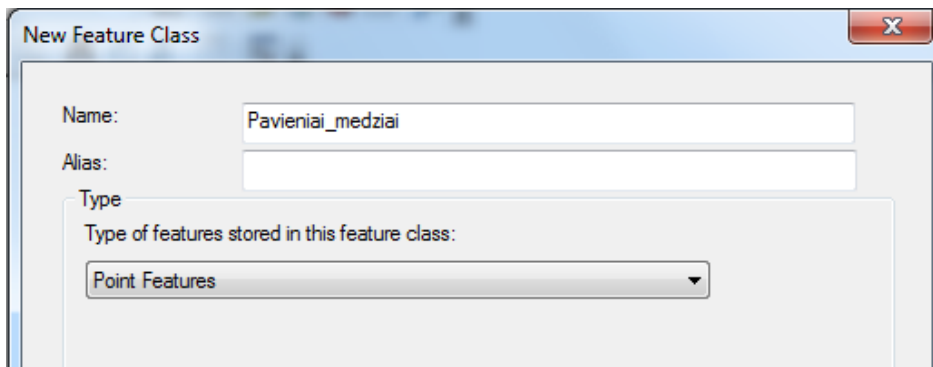 New Feature Class
Name: Pavieniai_medziai
Alias:
Type
Type of features stored in this feature class:
Point Features